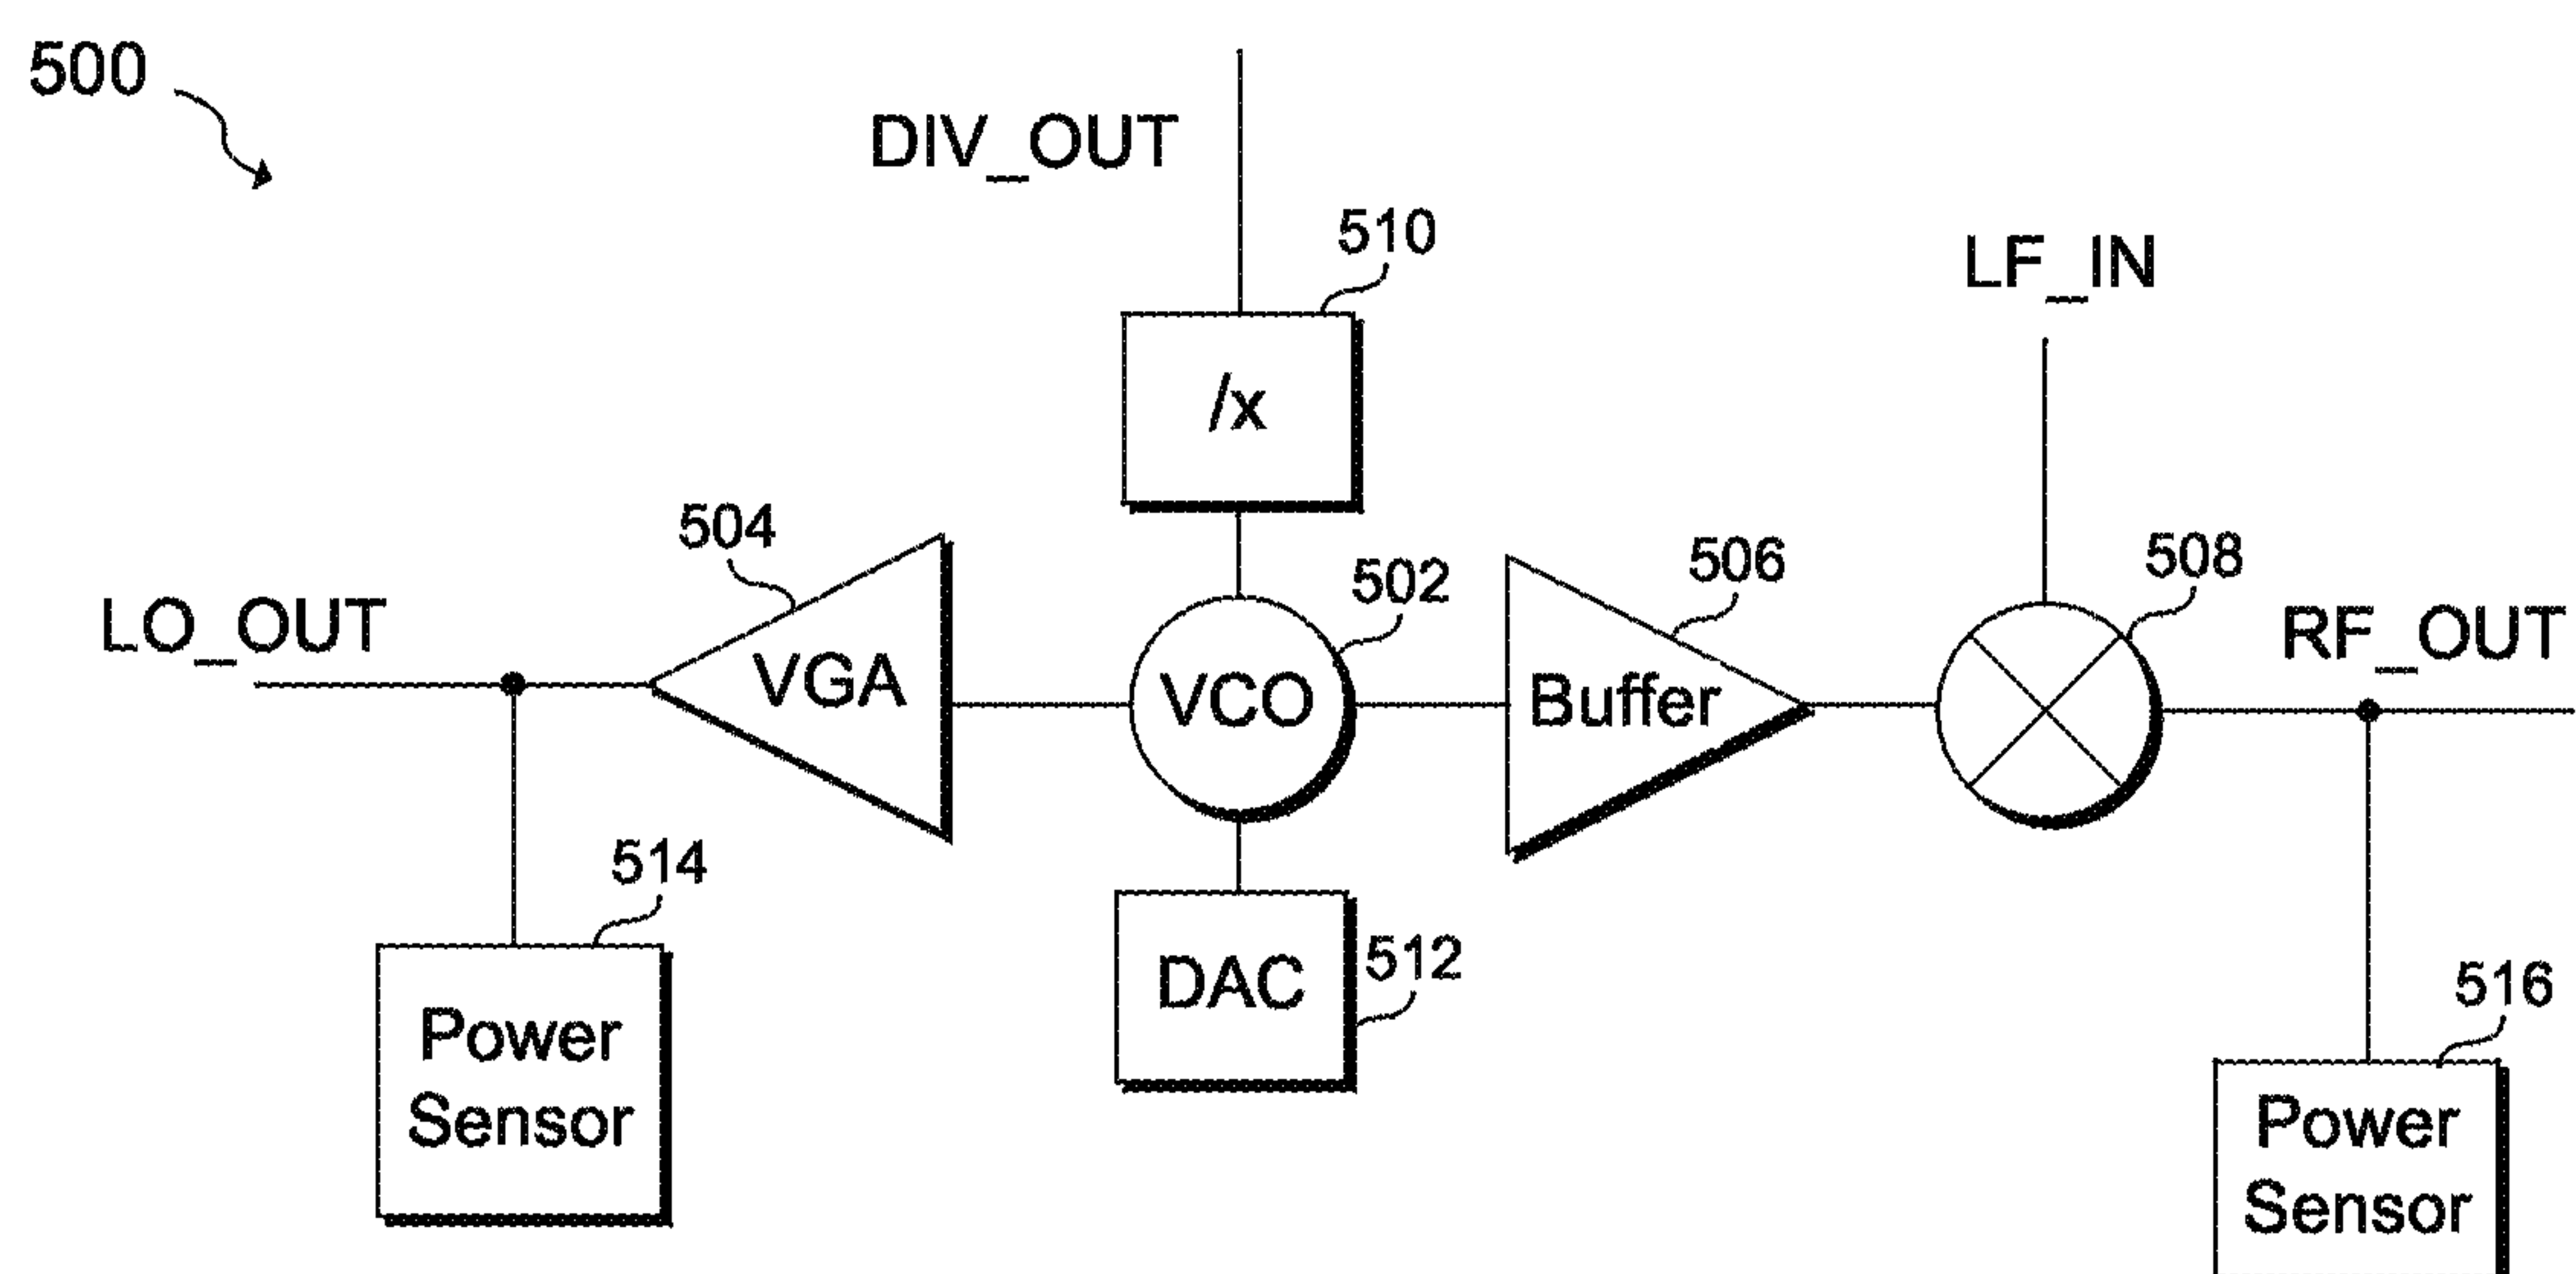 500
DIV_OUT
510
LF_IN
/x
504
502
506
508
LO_OUT
RF_OUT
VGA
VCO
Buffer
514
512
516
DAC
Power
Sensor
Power
Sensor